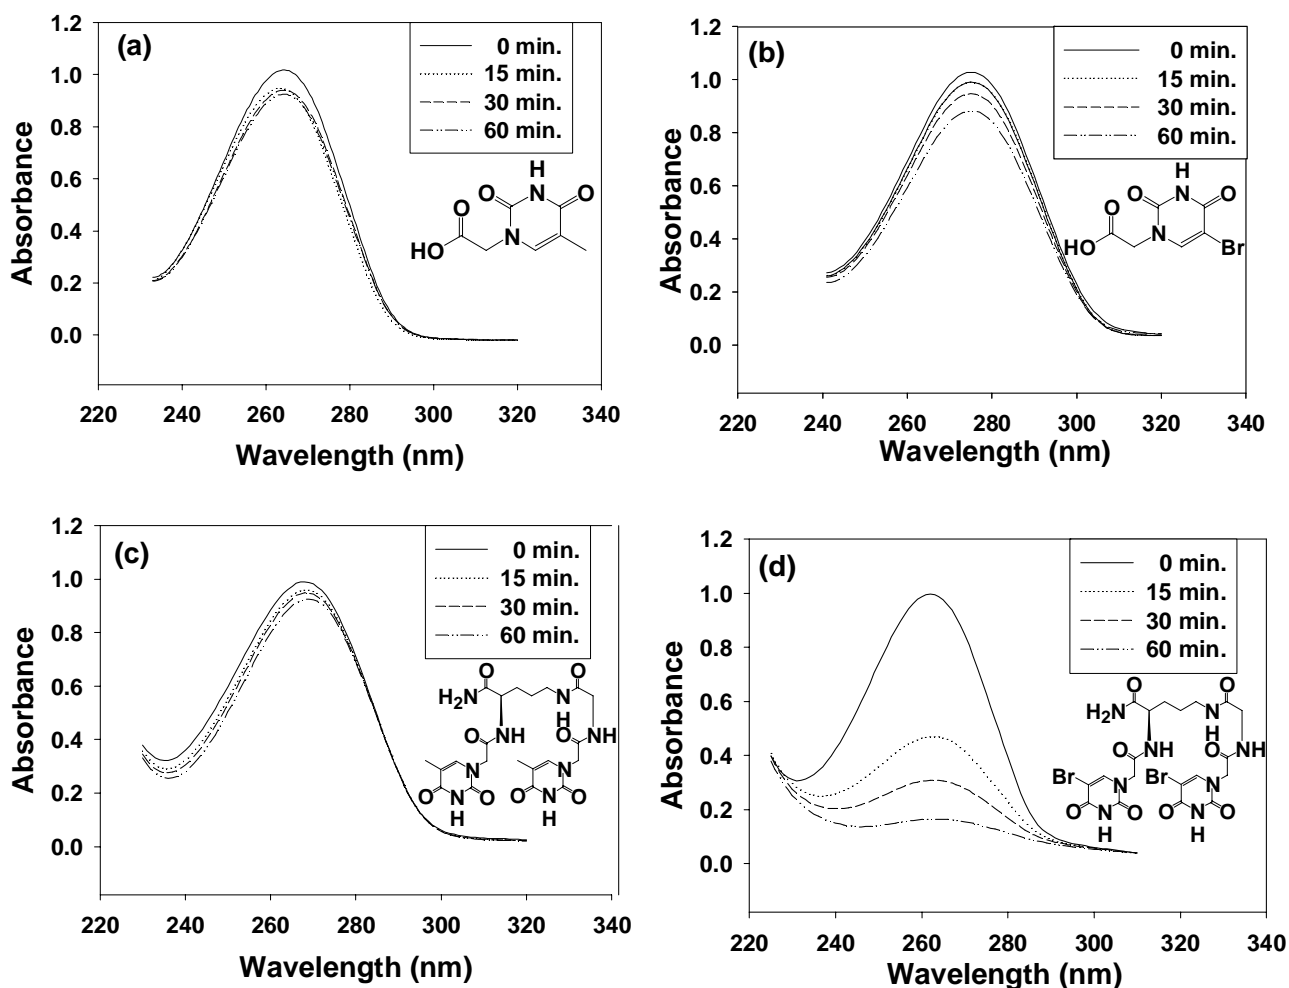 (a)
1.2
1.0
0.8
0.6
0.4
0.2
0.0
Absorbance
220 240 260 280 300 320 340
Wavelength (nm)
0 min.
15 min.
30 min.
60 min.
H
O N O
O
HO N
(b)
1.2
1.0
0.8
0.6
0.4
0.2
0.0
Absorbance
220 240 260 280 300 320 340
Wavelength (nm)
0 min.
15 min.
30 min.
60 min.
H
O N O
O
HO N Br
(c)
1.2
1.0
0.8
0.6
0.4
0.2
0.0
Absorbance
220 240 260 280 300 320 340
Wavelength (nm)
0 min.
15 min.
30 min.
60 min.
O O
H2N N
H
O NH O NH
N N
O N O O N O
H H
(d)
1.2
1.0
0.8
0.6
0.4
0.2
0.0
Absorbance
220 240 260 280 300 320 340
Wavelength (nm)
0 min.
15 min.
30 min.
60 min.
O O
H2N N
H
O NH O NH
Br N Br N
O N O O N O
H H